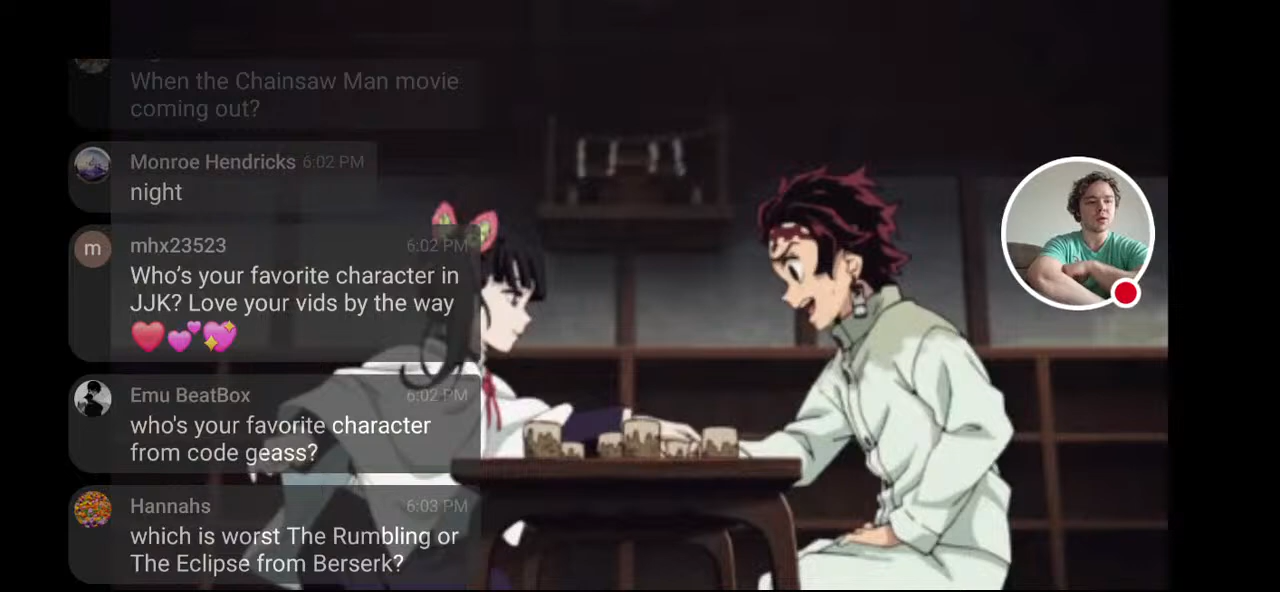 When the Chainsaw Man movie
coming out?
Monroe Hendricks 6:02 PM
night
m
mhx23523 6:02 PM
Who's your favorite character in
JJK? Love your vids by the way
❤️💕💖
Emu BeatBox 6:02 PM
who's your favorite character
from code geass?
Hannahs 6:03 PM
which is worst The Rumbling or
The Eclipse from Berserk?